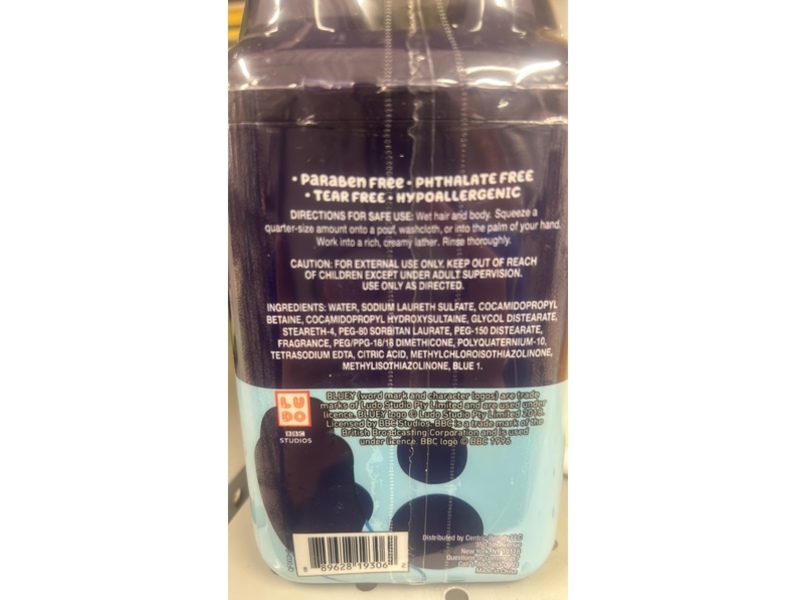 • PARABEN FREE • PHTHALATE FREE
• TEAR FREE • HYPOALLERGENIC
DIRECTIONS FOR SAFE USE: Wet hair and body. Squeeze a
quarter-size amount onto a pouf, washcloth, or into the palm of your hand.
Work into a rich, creamy lather. Rinse thoroughly.
CAUTION: FOR EXTERNAL USE ONLY. KEEP OUT OF REACH
OF CHILDREN EXCEPT UNDER ADULT SUPERVISION.
USE ONLY AS DIRECTED.
INGREDIENTS: WATER, SODIUM LAURETH SULFATE, COCAMIDOPROPYL
BETAINE, COCAMIDOPROPYL HYDROXYSULTAINE, GLYCOL DISTEARATE,
STEARETH-4, PEG-80 SORBITAN LAURATE, PEG-150 DISTEARATE,
FRAGRANCE, PEG/PPG-18/18 DIMETHICONE, POLYQUATERNIUM-10,
TETRASODIUM EDTA, CITRIC ACID, METHYLCHLOROISOTHIAZOLINONE,
METHYLISOTHIAZOLINONE, BLUE 1.
LUDO
BBC
STUDIOS
BLUEY (word mark and character logos) are trade
marks of Ludo Studio Pty Limited and are used under
licence. BLUEY logo © Ludo Studio Pty Limited 2018.
Licensed by BBC Studios. BBC is a trade mark of the
British Broadcasting Corporation and is used
under licence. BBC logo © BBC 1996
Distributed by
New York, NY
89628 19306